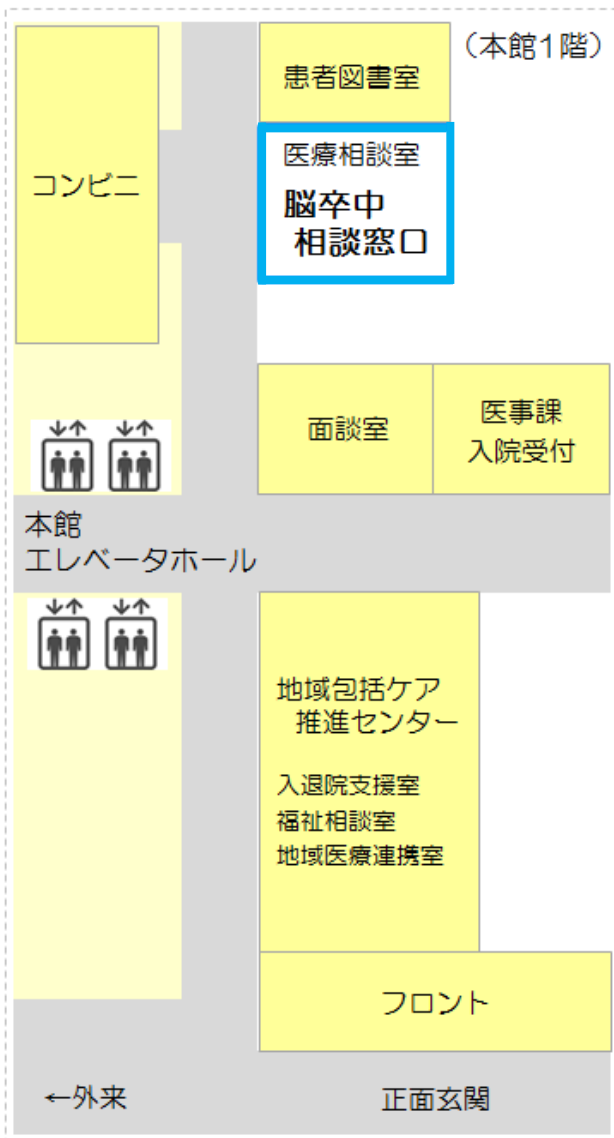 （本館1階）
患者図書室
コンビニ
医療相談室
脳卒中
相談窓口
面談室
医事課
入院受付
本館
エレベータホール
地域包括ケア
推進センター
入退院支援室
福祉相談室
地域医療連携室
フロント
←外来
正面玄関